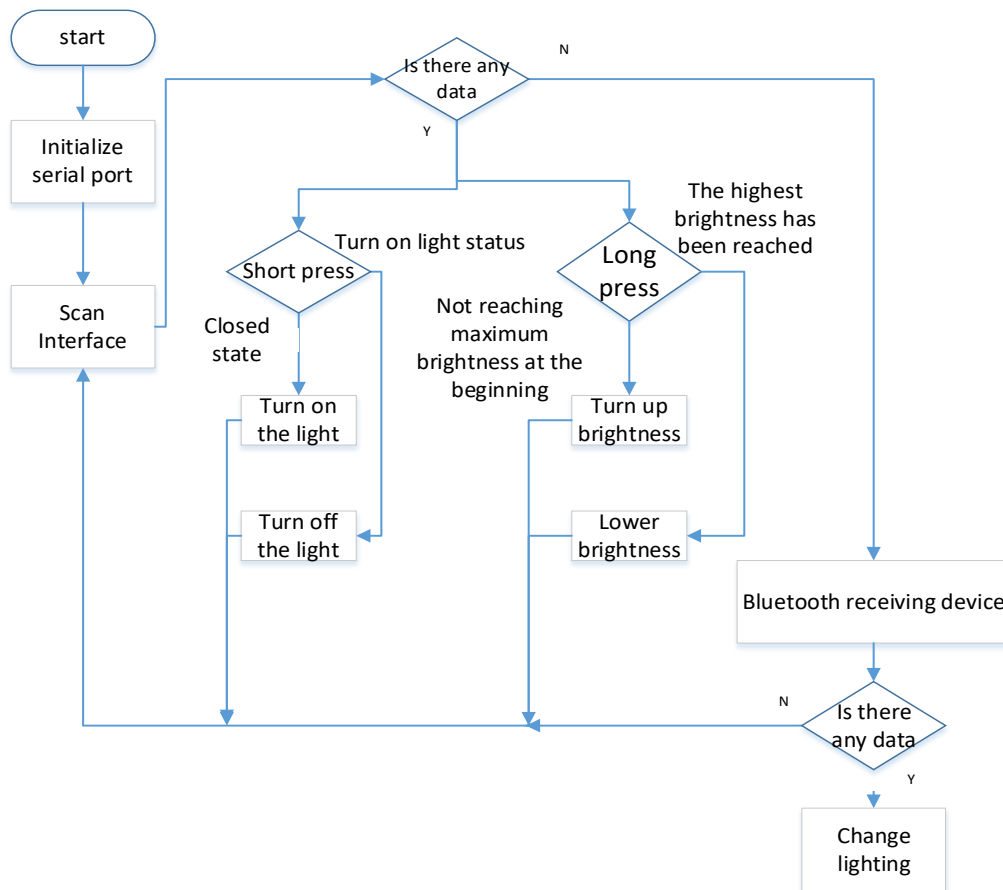 start
Is there any
data
N
Y
Initialize
serial port
Scan
Interface
Short press
Turn on light status
Closed
state
Turn on
the light
Turn off
the light
Long
press
The highest
brightness has
been reached
Not reaching
maximum
brightness at the
beginning
Turn up
brightness
Lower
brightness
Bluetooth receiving device
Is there
any data
N
Y
Change
lighting